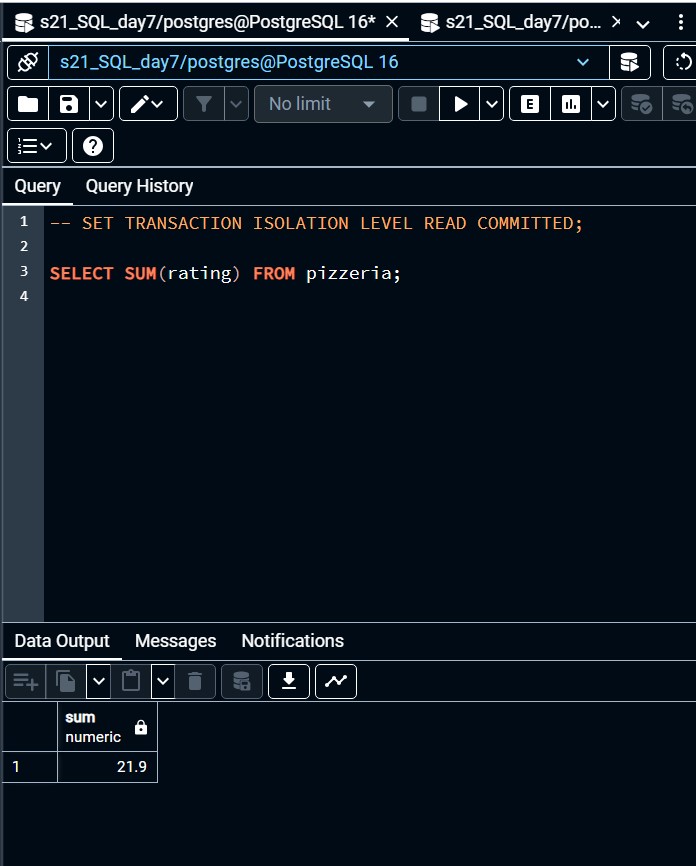 s21_SQL_day7/postgres@PostgreSQL 16* s21_SQL_day7/po...
s21_SQL_day7/postgres@PostgreSQL 16
No limit
E
Query Query History
1 -- SET TRANSACTION ISOLATION LEVEL READ COMMITTED;
2
3 SELECT SUM(rating) FROM pizzeria;
4
Data Output Messages Notifications
sum
numeric
1 21.9